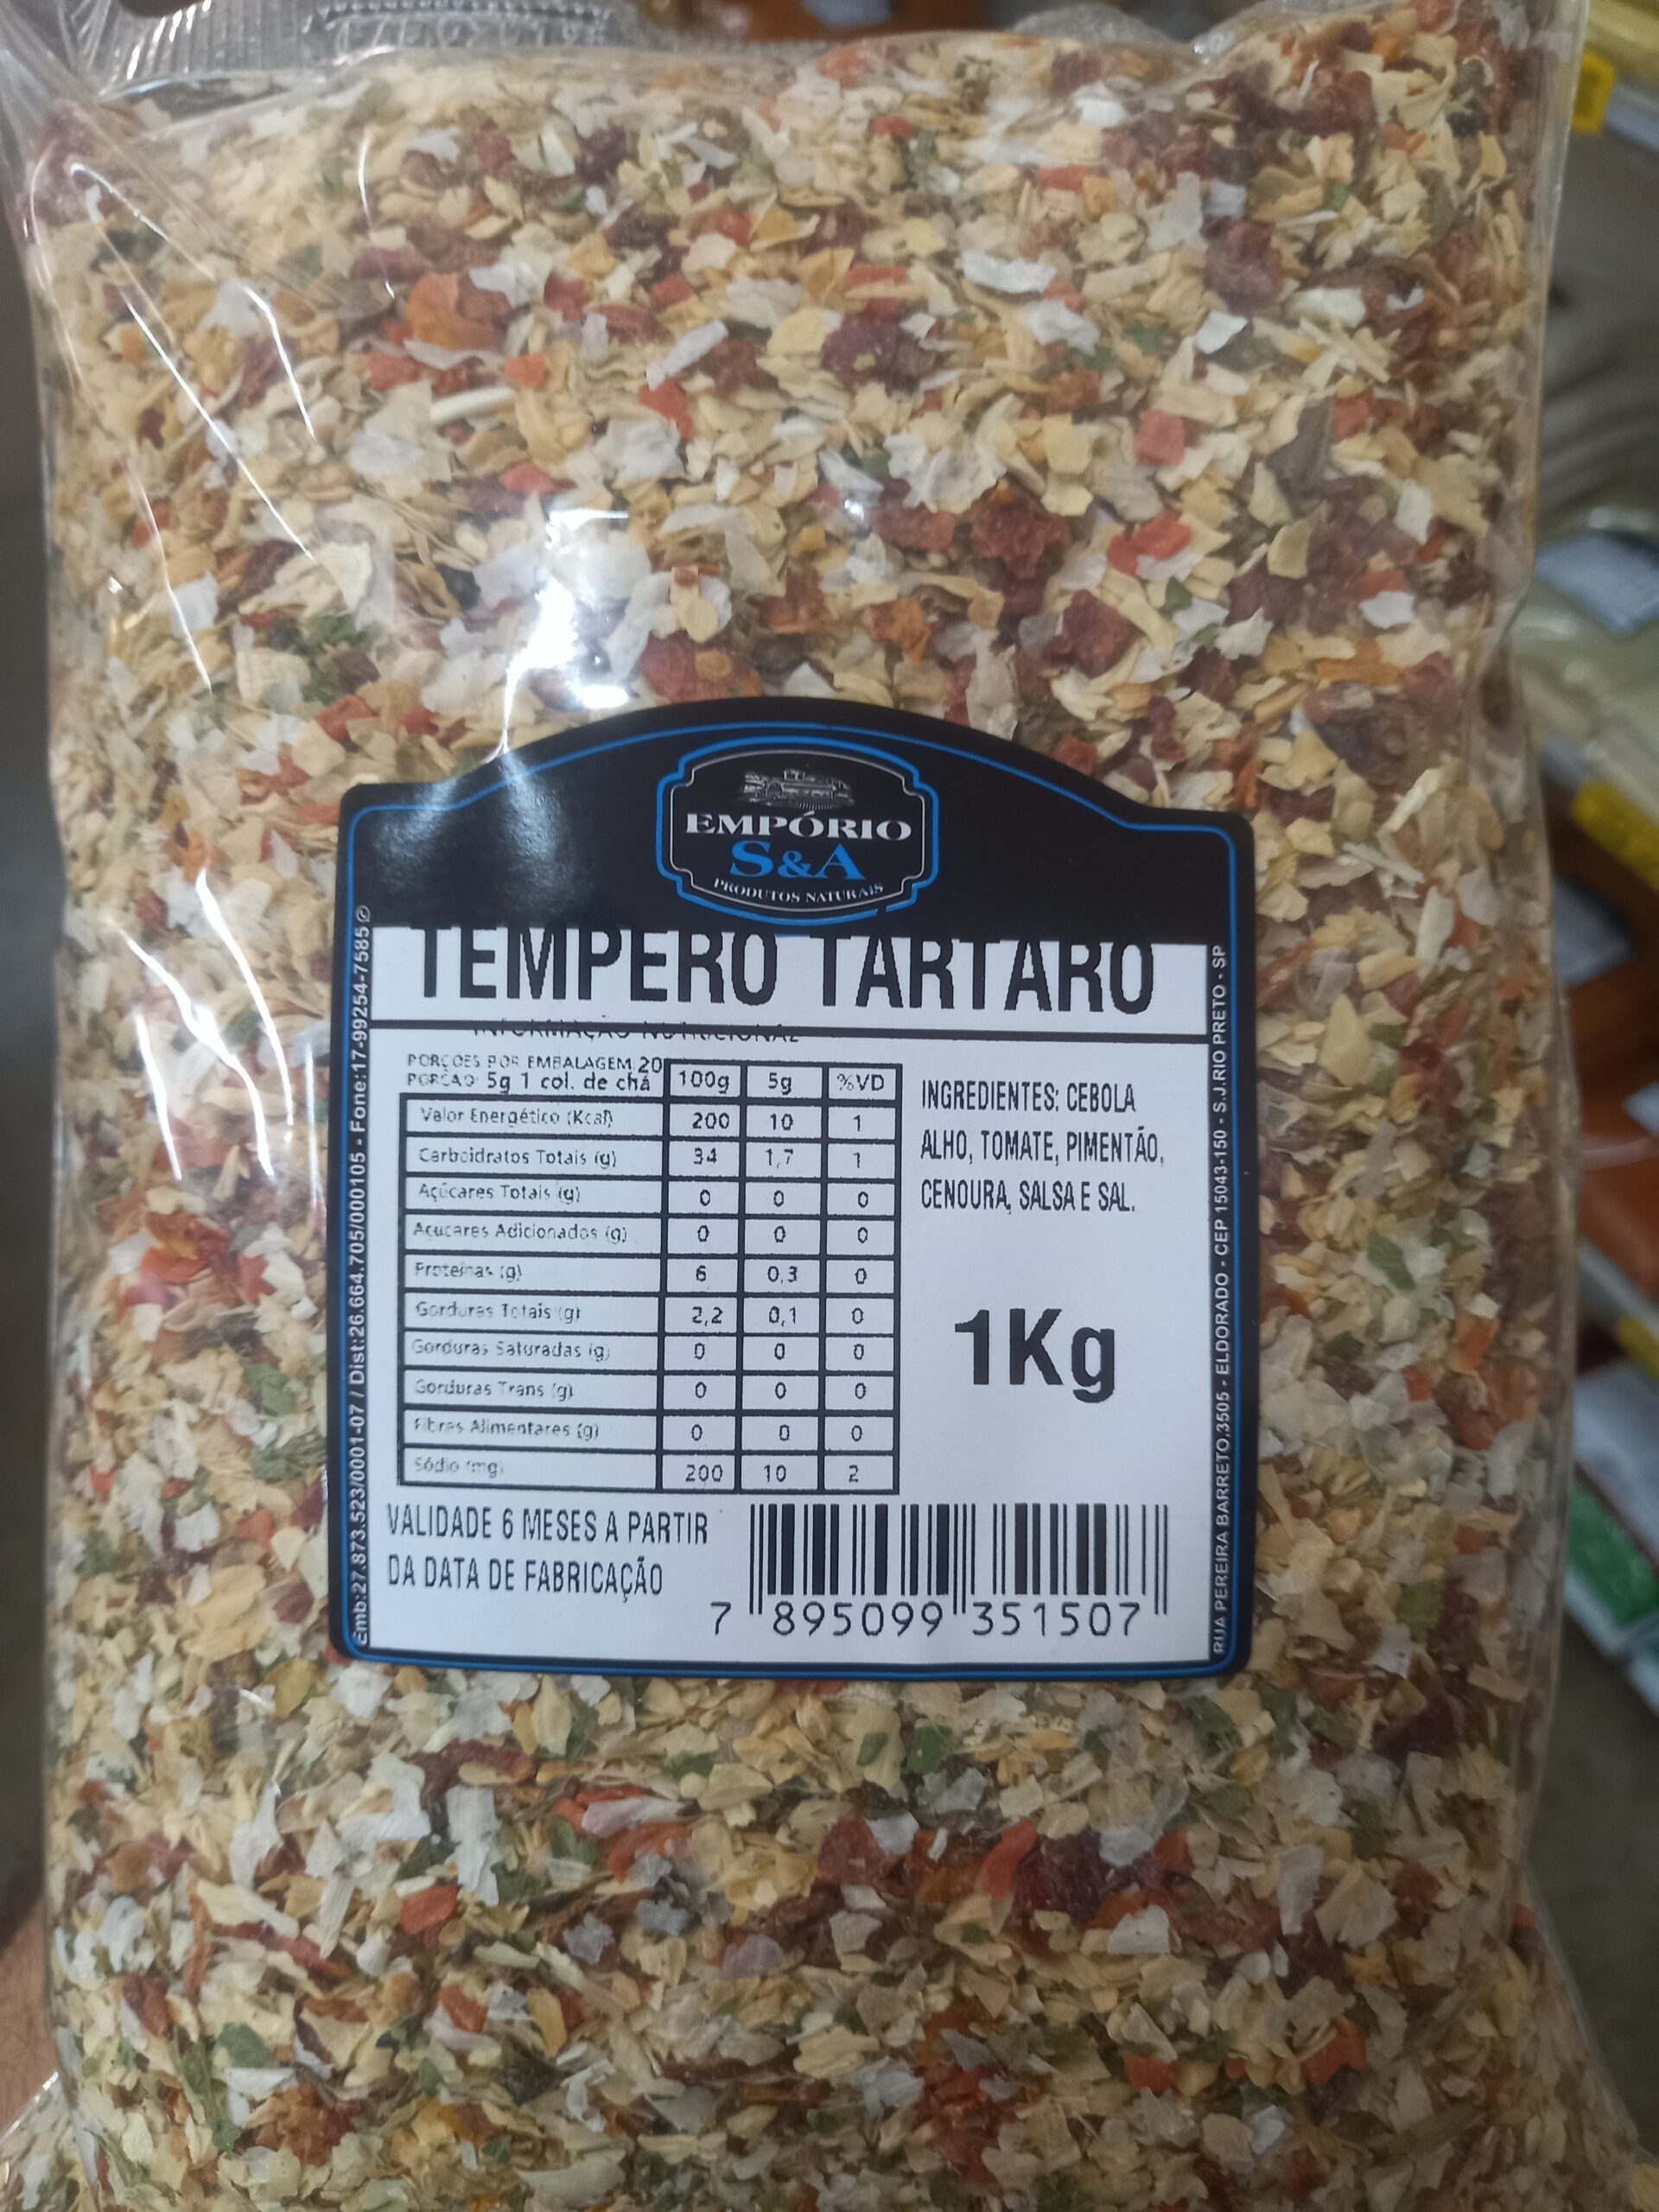 EMPÓRIO
S&A
PRODUTOS NATURAIS
TEMPERO TARTARO
INFORMAÇÃO NUTRICIONAL
PORÇOES POR EMBALAGEM:20
PORÇAO: 5g 1 col. de chá
100g 5g %VD
Valor Energético (Kcal) 200 10 1
Carboidratos Totais (g) 34 1,7 1
Açúcares Totais (g) 0 0 0
Acucares Adicionados (g) 0 0 0
Proteínas (g) 6 0,3 0
Gorduras Totais (g) 2,2 0,1 0
Gorduras Saturadas (g) 0 0 0
Gorduras Trans (g) 0 0 0
Fibras Alimentares (g) 0 0 0
Sódio (mg) 200 10 2
INGREDIENTES: CEBOLA
ALHO, TOMATE, PIMENTÃO,
CENOURA, SALSA E SAL.
1Kg
VALIDADE 6 MESES A PARTIR
DA DATA DE FABRICAÇÃO
7 895099 351507
Emb:27.873.523/0001-07 / Dist:26.664.705/000105 - Fone:17-99254-7585
RUA PEREIRA BARRETO,3505 - ELDORADO - CEP 15043-150 - S.J.RIO PRETO - SP